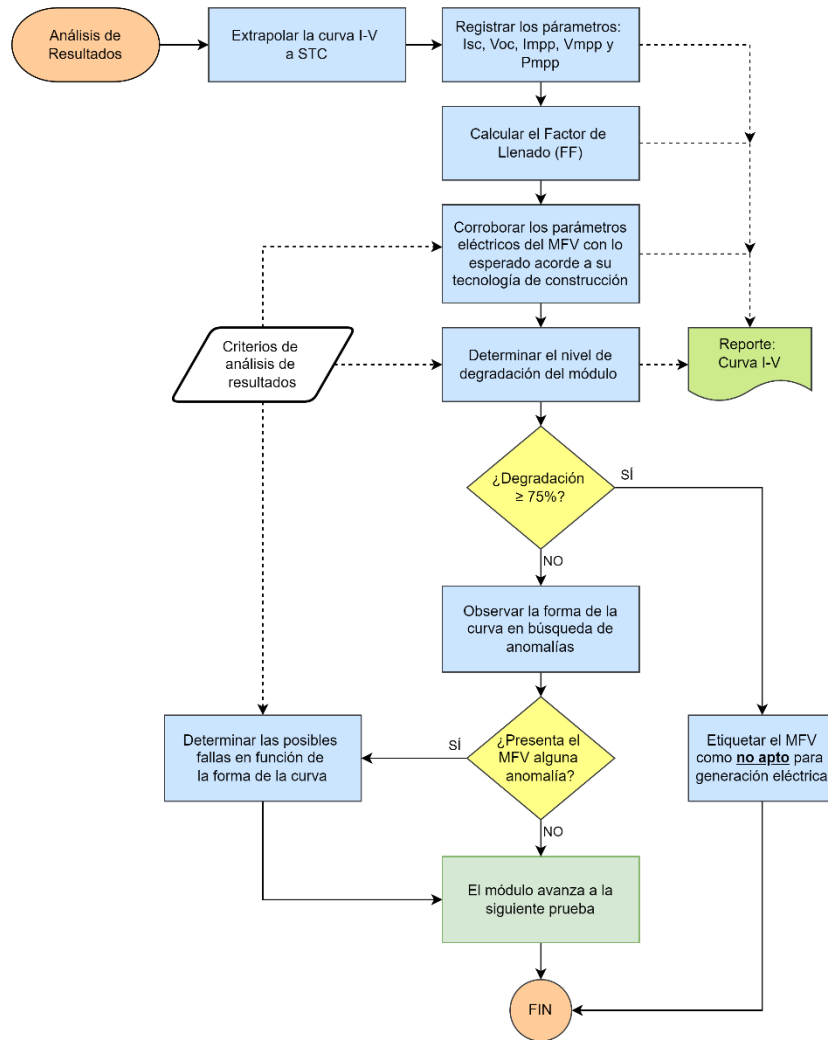 Análisis de
Resultados
Extrapolar la curva I-V
a STC
Registrar los párametros:
Isc, Voc, Impp, Vmpp y
Pmpp
Calcular el Factor de
Llenado (FF)
Corroborar los parámetros
eléctricos del MFV con lo
esperado acorde a su
tecnología de construcción
Criterios de
análisis de
resultados
Determinar el nivel de
degradación del módulo
Reporte:
Curva I-V
¿Degradación
≥ 75%?
SÍ
NO
Observar la forma de la
curva en búsqueda de
anomalías
Determinar las posibles
fallas en función de
la forma de la curva
SÍ
¿Presenta el
MFV alguna
anomalía?
Etiquetar el MFV
como no apto para
generación eléctrica
NO
El módulo avanza a la
siguiente prueba
FIN